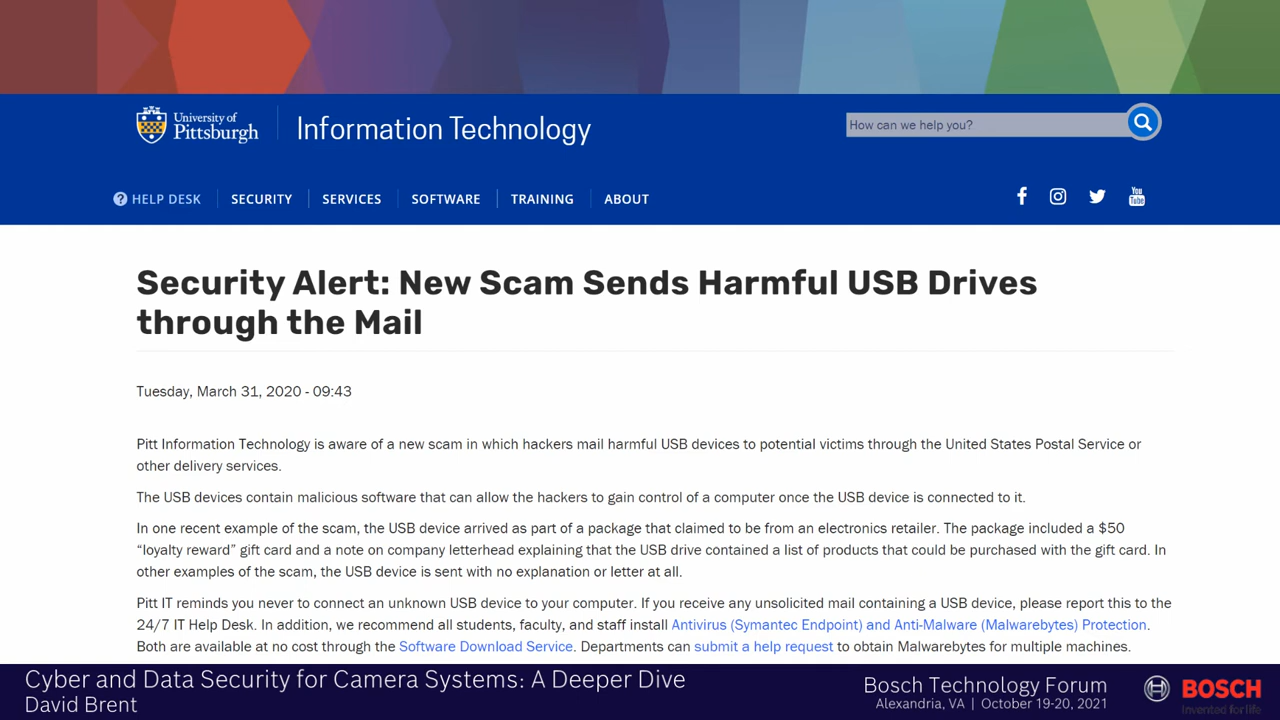 University of
Pittsburgh
Information Technology
How can we help you?
? HELP DESK
SECURITY
SERVICES
SOFTWARE
TRAINING
ABOUT
You
Tube
Security Alert: New Scam Sends Harmful USB Drives
through the Mail
Tuesday, March 31, 2020 - 09:43
Pitt Information Technology is aware of a new scam in which hackers mail harmful USB devices to potential victims through the United States Postal Service or
other delivery services.
The USB devices contain malicious software that can allow the hackers to gain control of a computer once the USB device is connected to it.
In one recent example of the scam, the USB device arrived as part of a package that claimed to be from an electronics retailer. The package included a $50
“loyalty reward” gift card and a note on company letterhead explaining that the USB drive contained a list of products that could be purchased with the gift card. In
other examples of the scam, the USB device is sent with no explanation or letter at all.
Pitt IT reminds you never to connect an unknown USB device to your computer. If you receive any unsolicited mail containing a USB device, please report this to the
24/7 IT Help Desk. In addition, we recommend all students, faculty, and staff install Antivirus (Symantec Endpoint) and Anti-Malware (Malwarebytes) Protection.
Both are available at no cost through the Software Download Service. Departments can submit a help request to obtain Malwarebytes for multiple machines.
Cyber and Data Security for Camera Systems: A Deeper Dive
David Brent
Bosch Technology Forum
Alexandria, VA | October 19-20, 2021
BOSCH
Invented for life